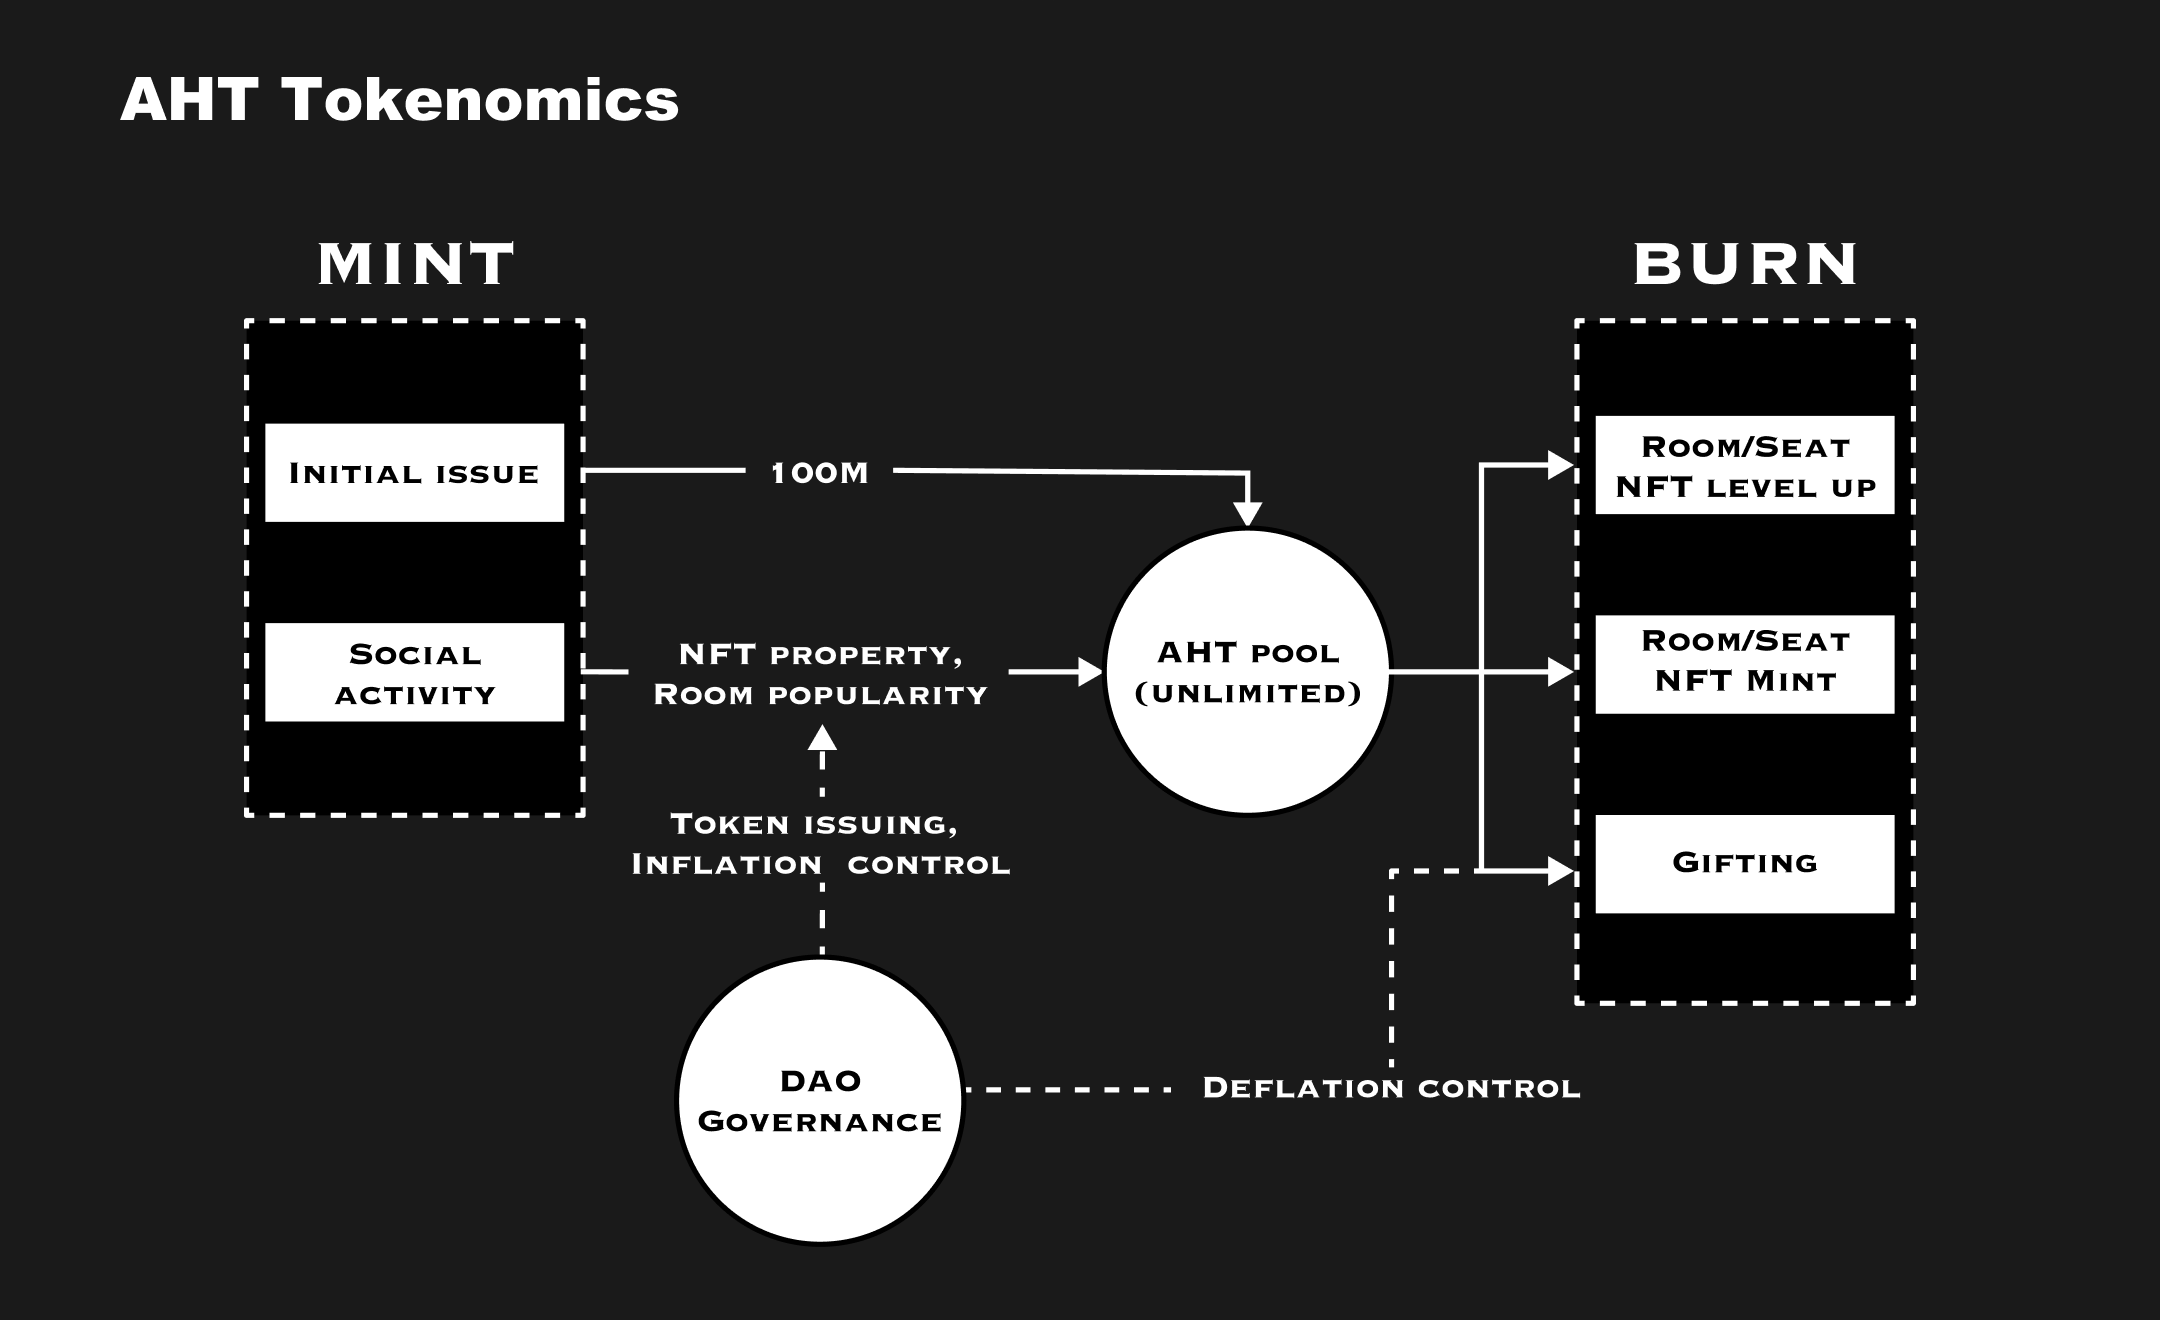 AHT Tokenomics
MINT
BURN
Initial issue
100M
Room/Seat
NFT level up
Social
activity
NFT property,
Room popularity
AHT pool
(unlimited)
Room/Seat
NFT Mint
Token issuing,
Inflation control
Gifting
DAO
Governance
Deflation control